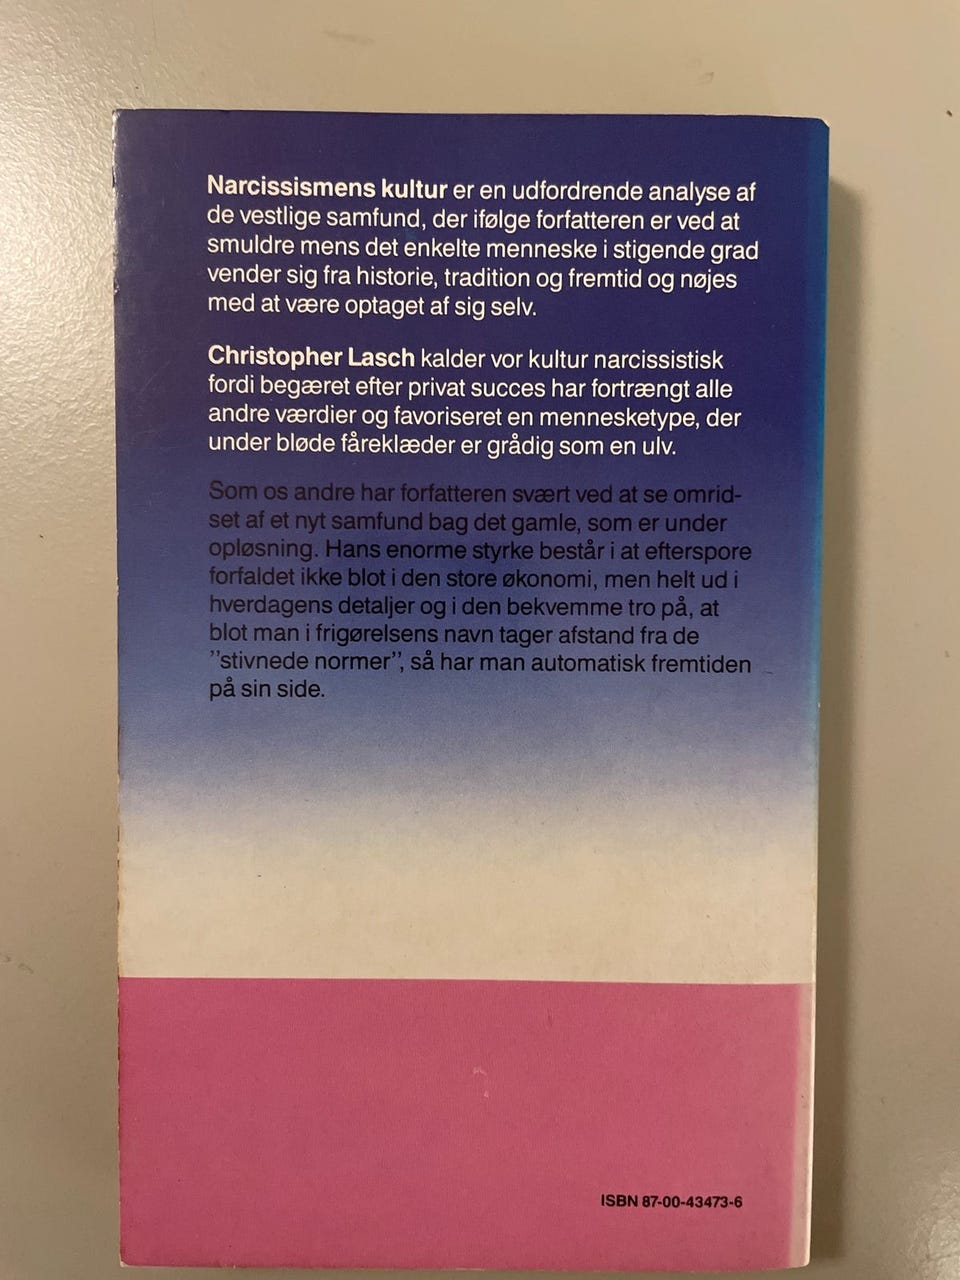 Narcissismens kultur er en udfordrende analyse af
de vestlige samfund, der ifølge forfatteren er ved at
smuldre mens det enkelte menneske i stigende grad
vender sig fra historie, tradition og fremtid og nøjes
med at være optaget af sig selv.
Christopher Lasch kalder vor kultur narcissistisk
fordi begæret efter privat succes har fortrængt alle
andre værdier og favoriseret en mennesketype, der
under bløde fåreklæder er grådig som en ulv.
Som os andre har forfatteren svært ved at se omrid-
set af et nyt samfund bag det gamle, som er under
opløsning. Hans enorme styrke består i at efterspore
forfaldet ikke blot i den store økonomi, men helt ud i
hverdagens detaljer og i den bekvemme tro på, at
blot man i frigørelsens navn tager afstand fra de
”stivnede normer”, så har man automatisk fremtiden
på sin side.
ISBN 87-00-43473-6